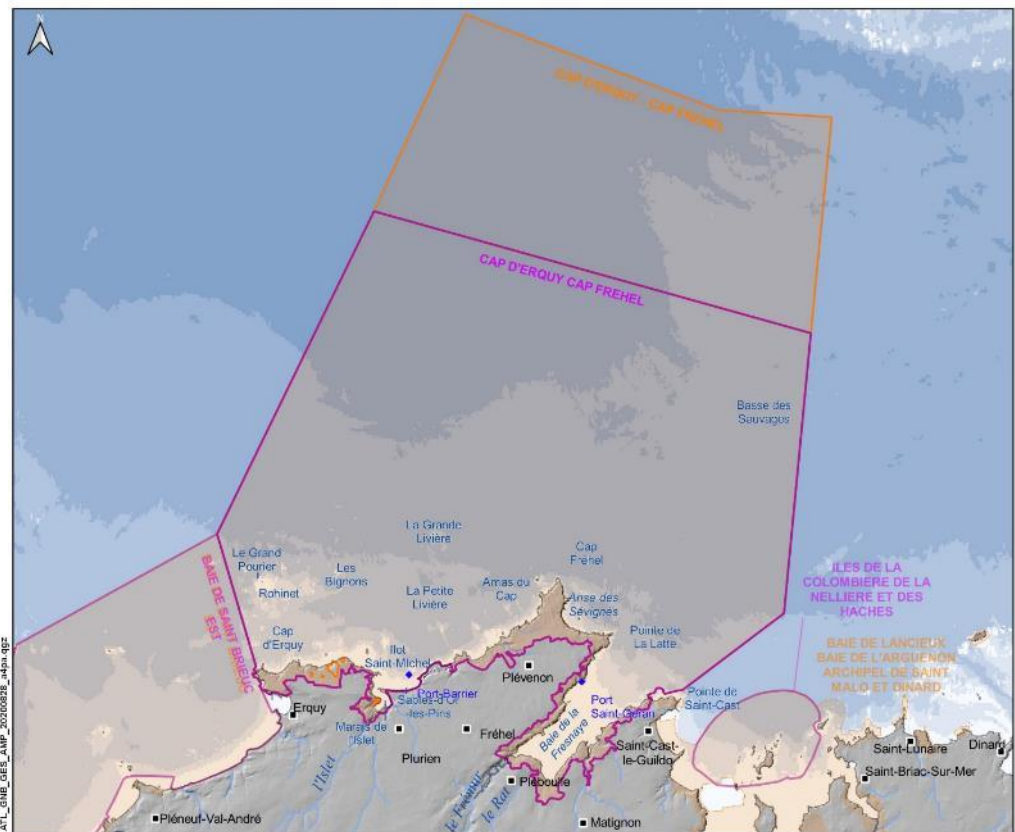 N
CAP D'ERQUY - CAP FREHEL
CAP D'ERQUY CAP FREHEL
Basse des
Sauvages
La Grande
Livière
Le Grand
Pourier
Les
Bignons
Cap
Fréhel
Rohinet
La Petite
Livière
Amas du
Cap
Anse des
Sévignés
ILES DE LA
COLOMBIERE DE LA
NELLIERE ET DES
HACHES
BAIE DE SAINT BRIEUC
EST
Cap
d'Erquy
Ilot
Saint-Michel
Pointe de
La Latte
BAIE DE LANCIEUX
BAIE DE L'ARGUENON
ARCHIPEL DE SAINT
MALO ET DINARD
Plévenon
Port-Barrier
Sables-d'Or
-les-Pins
Port
Saint-Géran
Pointe de
Saint-Cast
Erquy
Marais de
l'Islet
Fréhel
Baie de la
Fresnaye
Saint-Cast-
le-Guildo
Saint-Lunaire
Dinard
Plurien
l'Islet
le Frémur
le Rat
Pléboulle
Saint-Briac-Sur-Mer
Pléneuf-Val-André
Matignon
ATL_GNB_GES_AMP_20200828_a4pa.qgz